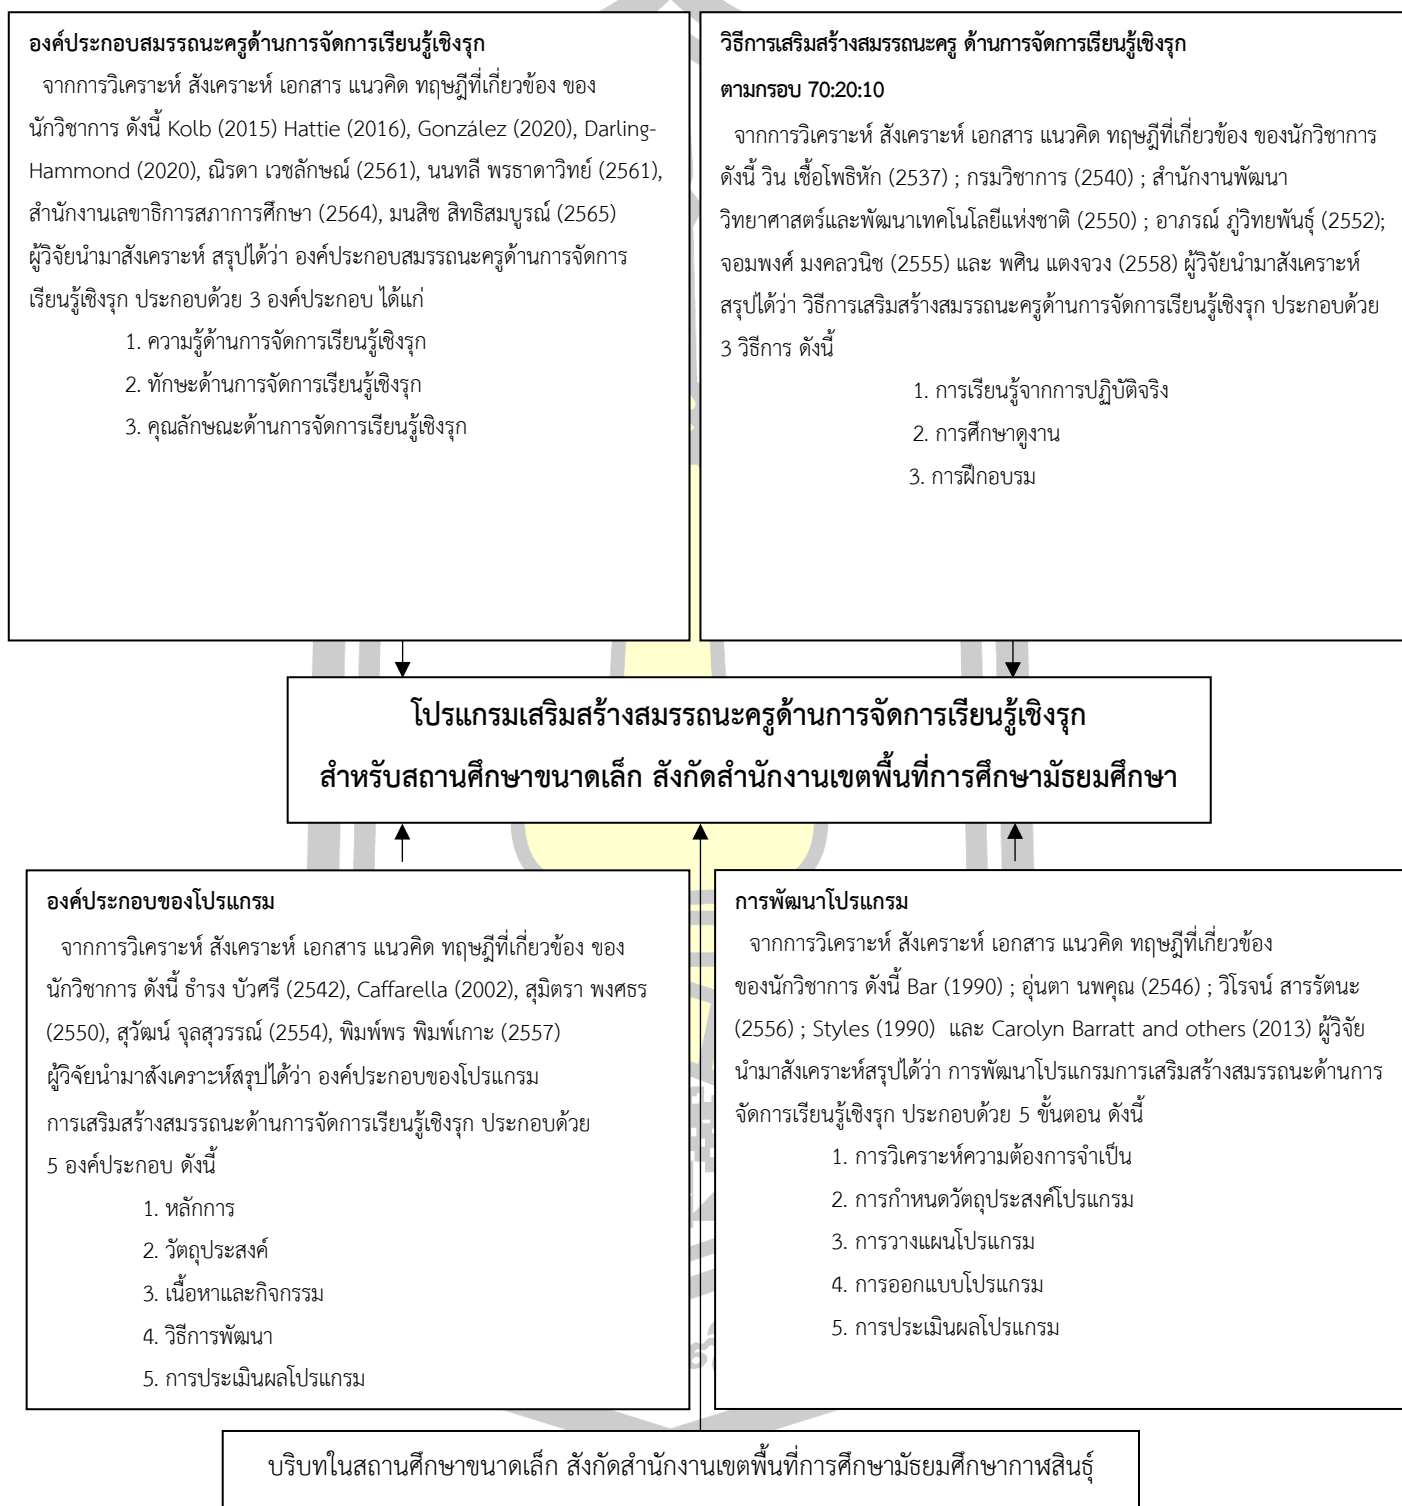 องค์ประกอบสมรรถนะครูด้านการจัดการเรียนรู้เชิงรุก
จากการวิเคราะห์ สังเคราะห์ เอกสาร แนวคิด ทฤษฎีที่เกี่ยวข้อง ของ
นักวิชาการ ดังนี้ Kolb (2015) Hattie (2016), González (2020), Darling-
Hammond (2020), ณิรดา เวชลักษณ์ (2561), นนทลี พรธาดาวิทย์ (2561),
สำนักงานเลขาธิการสภาการศึกษา (2564), มนสิช สิทธิสมบูรณ์ (2565)
ผู้วิจัยนำมาสังเคราะห์ สรุปได้ว่า องค์ประกอบสมรรถนะครูด้านการจัดการ
เรียนรู้เชิงรุก ประกอบด้วย 3 องค์ประกอบ ได้แก่
1. ความรู้ด้านการจัดการเรียนรู้เชิงรุก
2. ทักษะด้านการจัดการเรียนรู้เชิงรุก
3. คุณลักษณะด้านการจัดการเรียนรู้เชิงรุก
วิธีการเสริมสร้างสมรรถนะครู ด้านการจัดการเรียนรู้เชิงรุก
ตามกรอบ 70:20:10
จากการวิเคราะห์ สังเคราะห์ เอกสาร แนวคิด ทฤษฎีที่เกี่ยวข้อง ของนักวิชาการ
ดังนี้ วิน เชื้อโพธิหัก (2537) ; กรมวิชาการ (2540) ; สำนักงานพัฒนา
วิทยาศาสตร์และพัฒนาเทคโนโลยีแห่งชาติ (2550) ; อาภรณ์ ภู่วิทยพันธุ์ (2552);
จอมพงศ์ มงคลวนิช (2555) และ พศิน แตงจวง (2558) ผู้วิจัยนำมาสังเคราะห์
สรุปได้ว่า วิธีการเสริมสร้างสมรรถนะครูด้านการจัดการเรียนรู้เชิงรุก ประกอบด้วย
3 วิธีการ ดังนี้
1. การเรียนรู้จากการปฏิบัติจริง
2. การศึกษาดูงาน
3. การฝึกอบรม
โปรแกรมเสริมสร้างสมรรถนะครูด้านการจัดการเรียนรู้เชิงรุก
สำหรับสถานศึกษาขนาดเล็ก สังกัดสำนักงานเขตพื้นที่การศึกษามัธยมศึกษา
องค์ประกอบของโปรแกรม
จากการวิเคราะห์ สังเคราะห์ เอกสาร แนวคิด ทฤษฎีที่เกี่ยวข้อง ของ
นักวิชาการ ดังนี้ ธำรง บัวศรี (2542), Caffarella (2002), สุมิตรา พงศธร
(2550), สุวัฒน์ จุลสุวรรณ์ (2554), พิมพ์พร พิมพ์เกาะ (2557)
ผู้วิจัยนำมาสังเคราะห์สรุปได้ว่า องค์ประกอบของโปรแกรม
การเสริมสร้างสมรรถนะด้านการจัดการเรียนรู้เชิงรุก ประกอบด้วย
5 องค์ประกอบ ดังนี้
1. หลักการ
2. วัตถุประสงค์
3. เนื้อหาและกิจกรรม
4. วิธีการพัฒนา
5. การประเมินผลโปรแกรม
การพัฒนาโปรแกรม
จากการวิเคราะห์ สังเคราะห์ เอกสาร แนวคิด ทฤษฎีที่เกี่ยวข้อง
ของนักวิชาการ ดังนี้ Bar (1990) ; อุ่นตา นพคุณ (2546) ; วิโรจน์ สารรัตนะ
(2556) ; Styles (1990) และ Carolyn Barratt and others (2013) ผู้วิจัย
นำมาสังเคราะห์สรุปได้ว่า การพัฒนาโปรแกรมการเสริมสร้างสมรรถนะด้านการ
จัดการเรียนรู้เชิงรุก ประกอบด้วย 5 ขั้นตอน ดังนี้
1. การวิเคราะห์ความต้องการจำเป็น
2. การกำหนดวัตถุประสงค์โปรแกรม
3. การวางแผนโปรแกรม
4. การออกแบบโปรแกรม
5. การประเมินผลโปรแกรม
บริบทในสถานศึกษาขนาดเล็ก สังกัดสำนักงานเขตพื้นที่การศึกษามัธยมศึกษากาฬสินธุ์